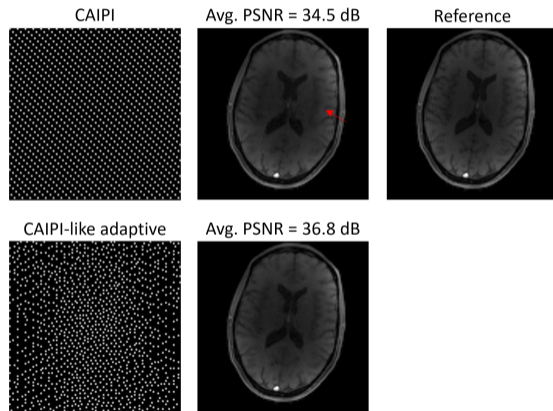 CAIPI
Avg. PSNR = 34.5 dB
Reference
CAIPI-like adaptive
Avg. PSNR = 36.8 dB